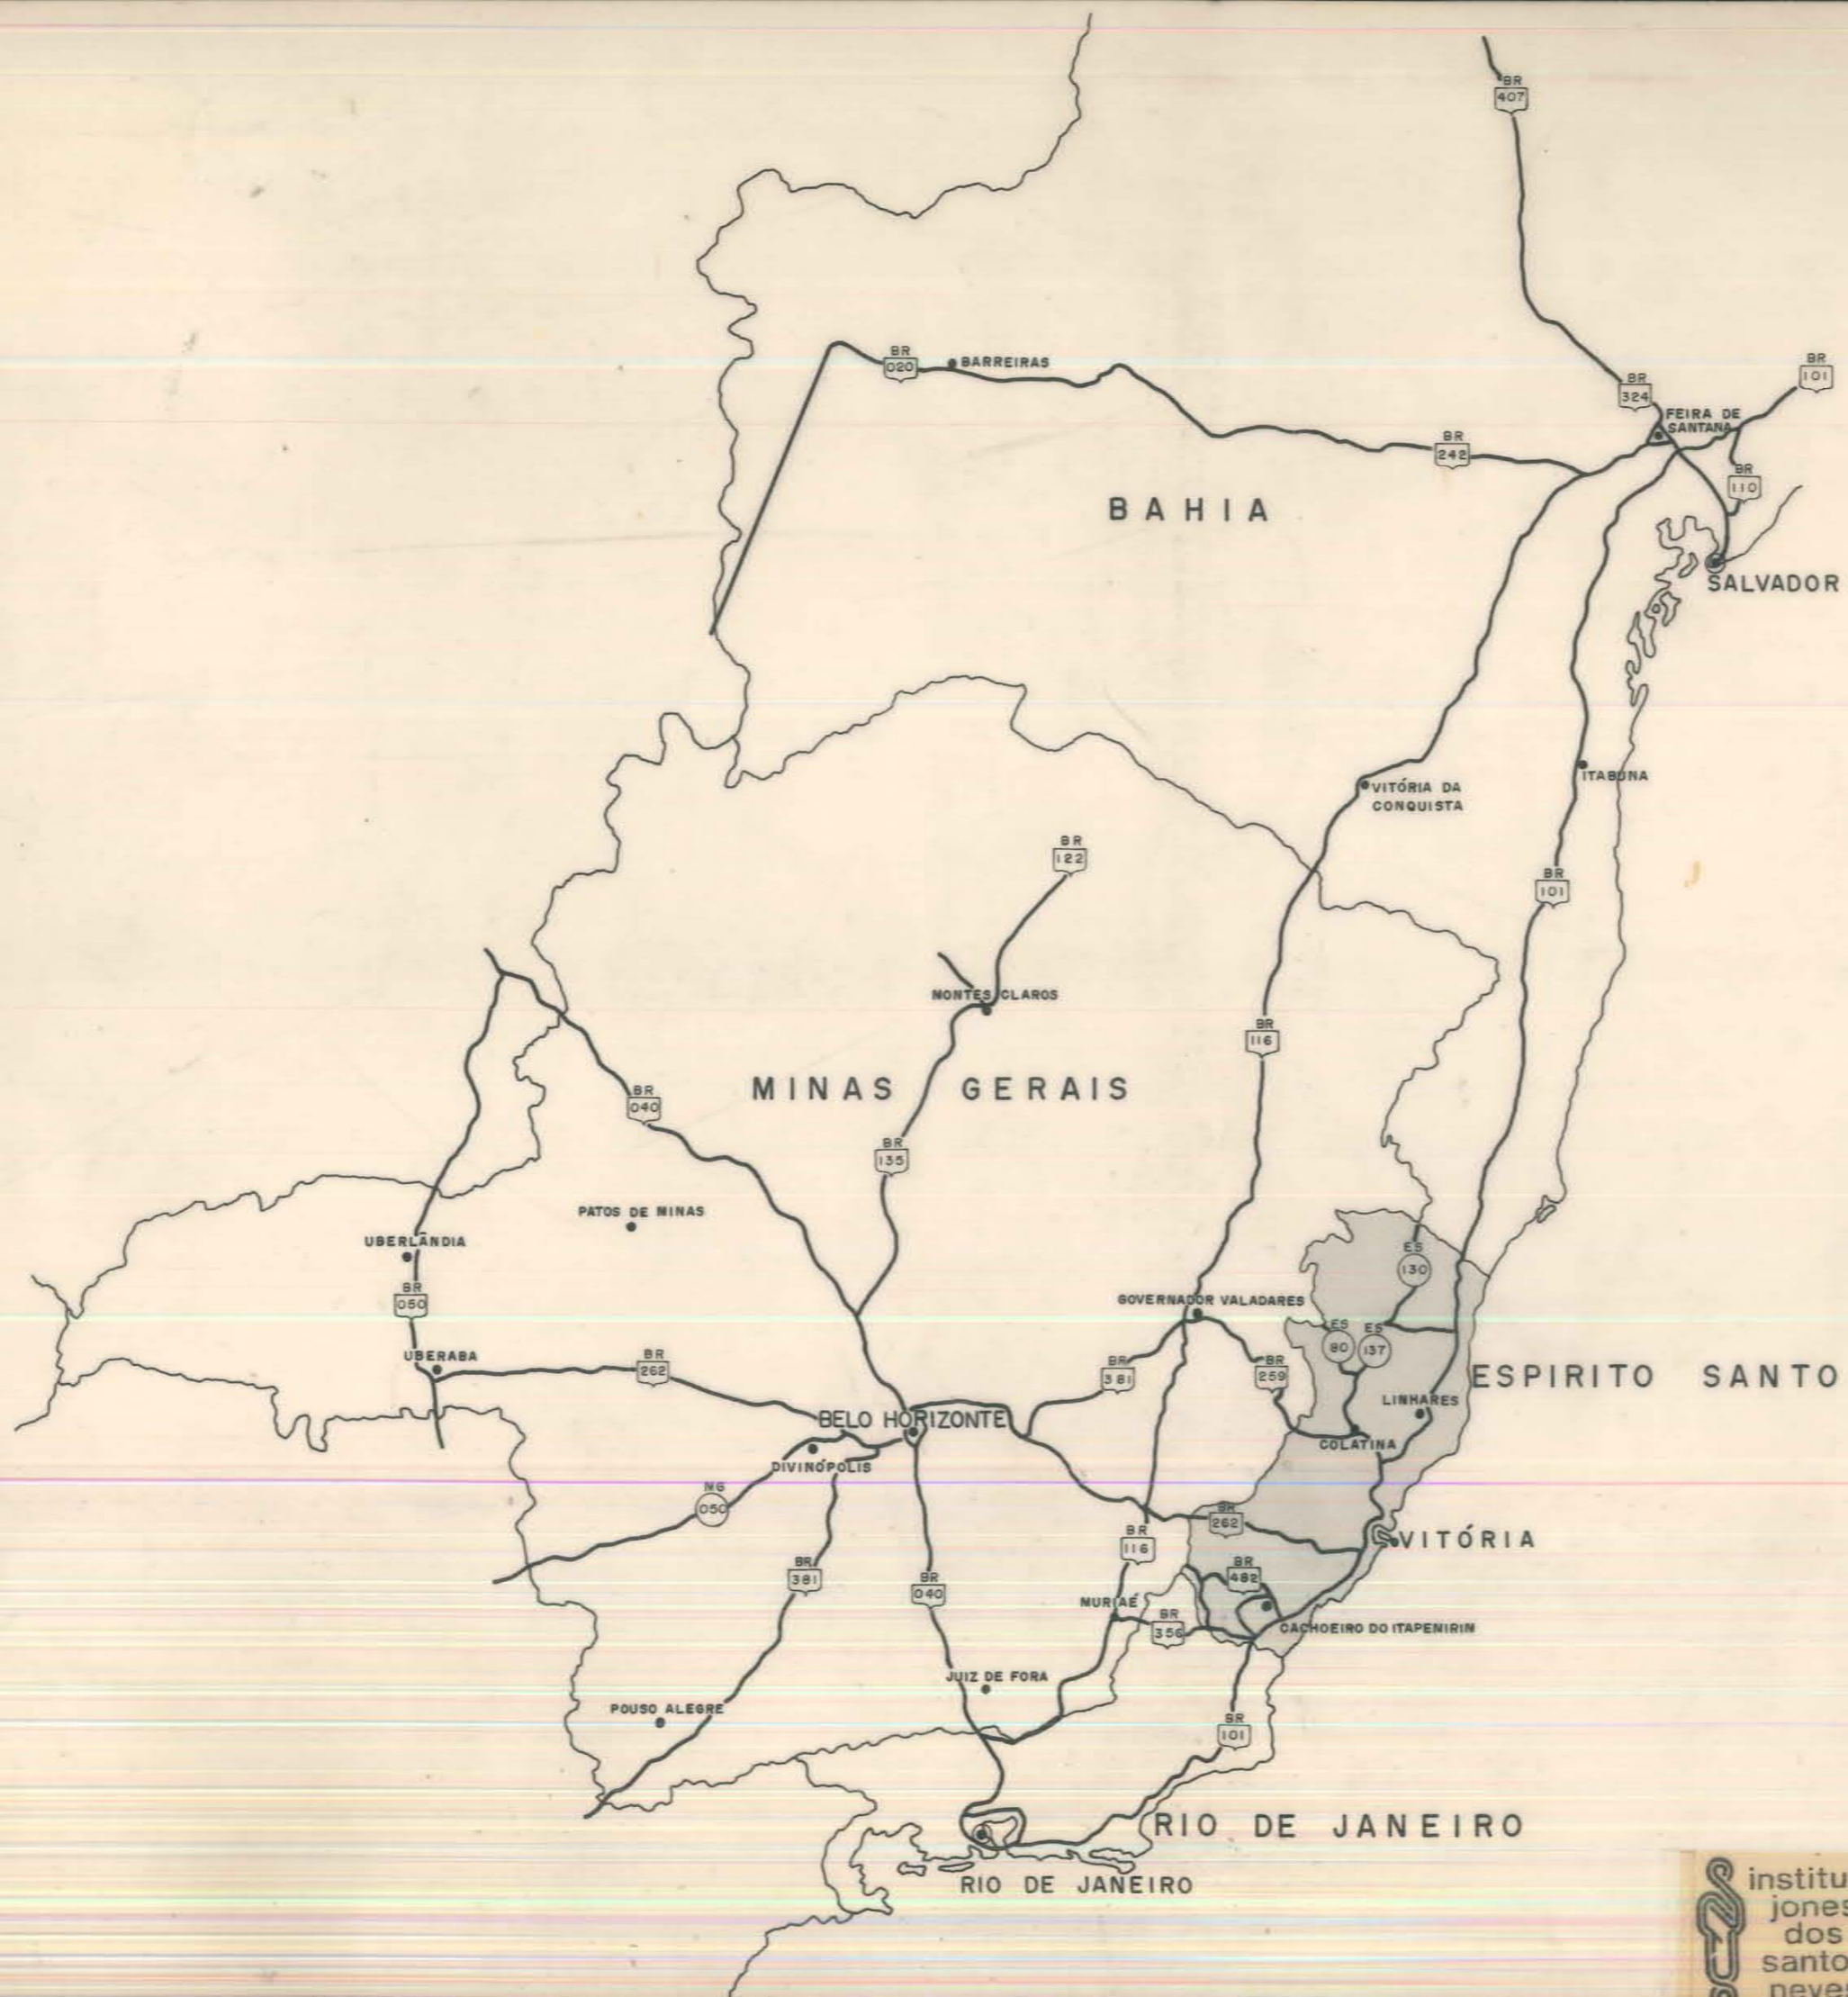 BR
407
BR
020
BARREIRAS
BR
101
BR
324
FEIRA DE
SANTANA
BR
242
BR
110
BAHIA
SALVADOR
ITABUNA
VITÓRIA DA
CONQUISTA
BR
122
BR
101
MONTES CLAROS
BR
116
MINAS GERAIS
BR
040
BR
135
PATOS DE MINAS
UBERLÂNDIA
ES
130
BR
050
GOVERNADOR VALADARES
ES
80
ES
137
UBERABA
BR
262
BR
381
BR
259
ESPIRITO SANTO
LINHARES
BELO HORIZONTE
COLATINA
DIVINÓPOLIS
MG
050
BR
262
BR
116
VITÓRIA
BR
381
BR
040
BR
482
MURIAÉ
BR
356
CACHOEIRO DO ITAPEMIRIM
JUIZ DE FORA
POUSO ALEGRE
BR
101
RIO DE JANEIRO
RIO DE JANEIRO
institu
jones
dos
santo
neve